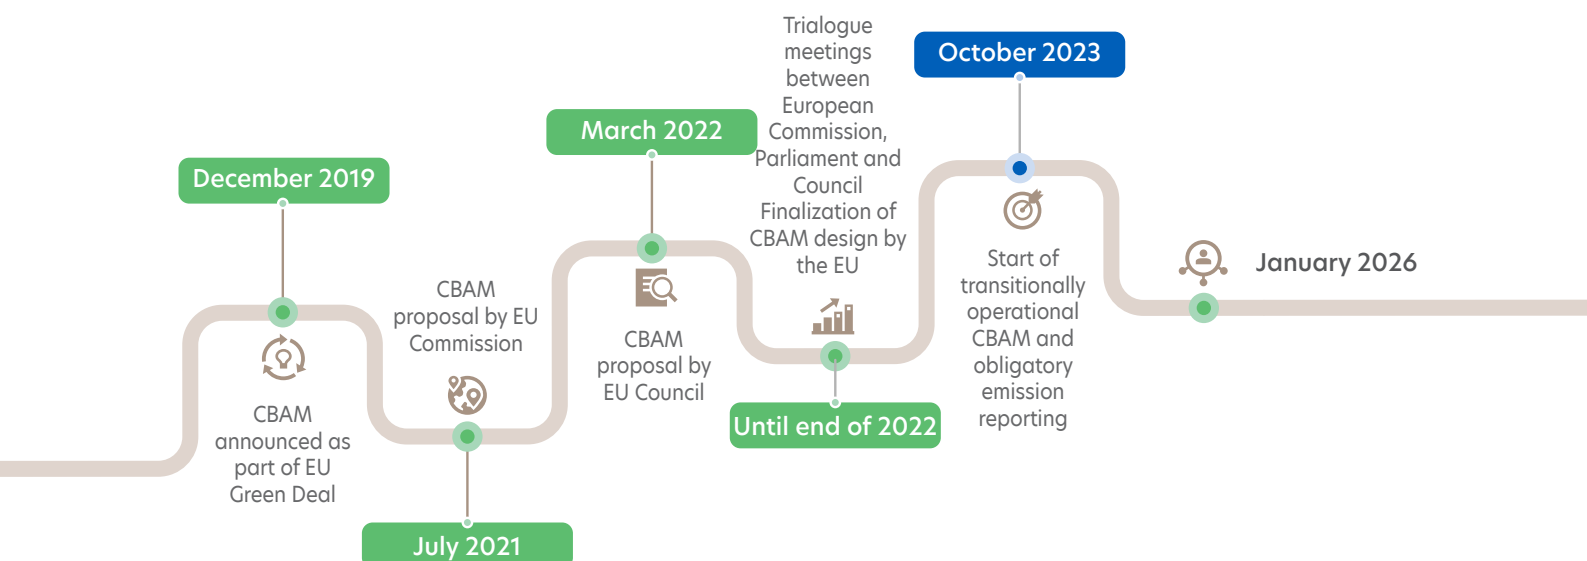 December 2019
CBAM
announced as
part of EU
Green Deal
CBAM
proposal by EU
Commission
July 2021
March 2022
CBAM
proposal by
EU Council
Trialogue
meetings
between
European
Commission,
Parliament and
Council
Finalization of
CBAM design by
the EU
Until end of 2022
October 2023
Start of
transitionally
operational
CBAM and
obligatory
emission
reporting
January 2026